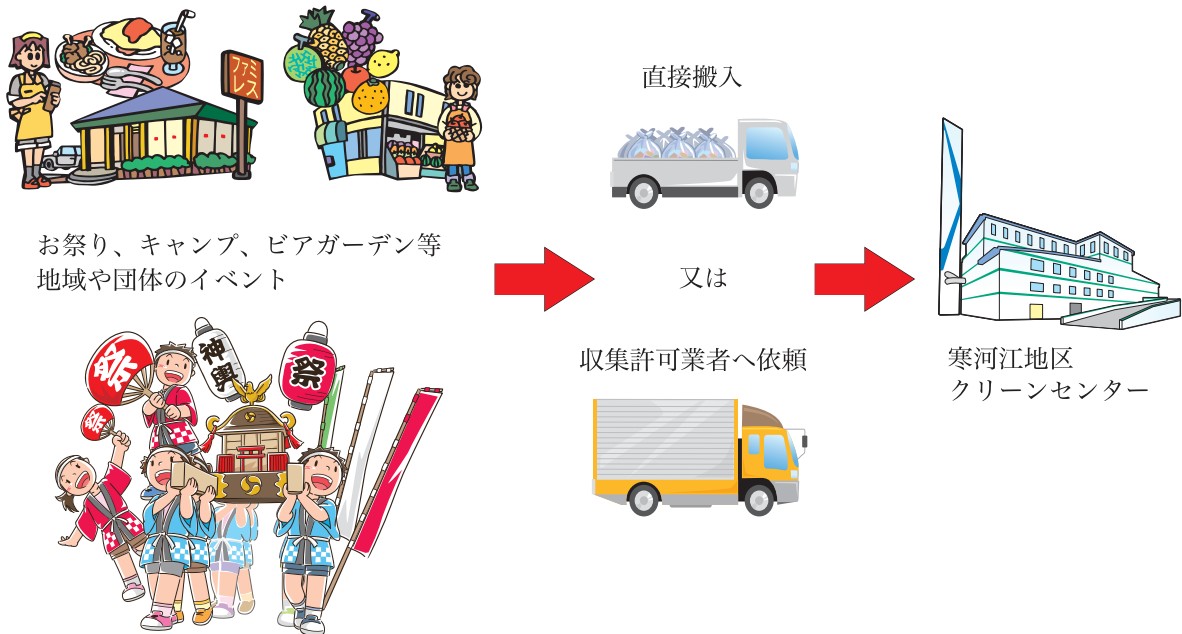 ファミ
レス
お祭り、キャンプ、ビアガーデン等
地域や団体のイベント
祭
祭
神輿
祭
直接搬入
又は
収集許可業者へ依頼
寒河江地区
クリーンセンター